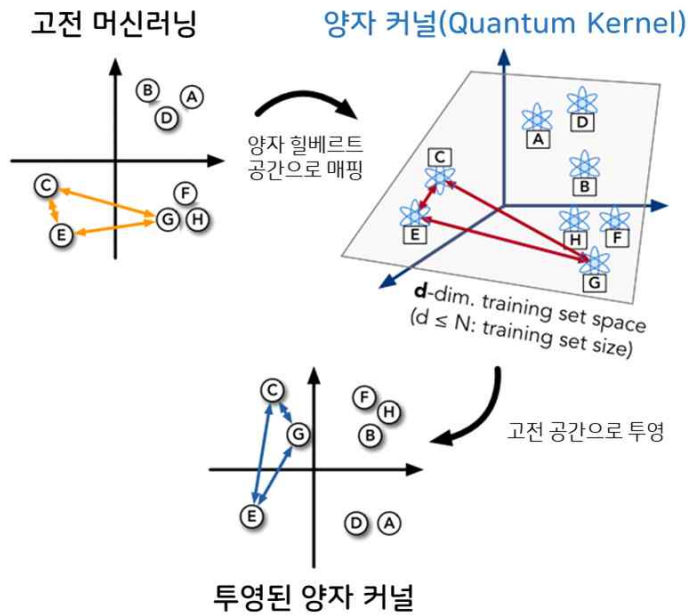 고전 머신러닝
양자 커널(Quantum Kernel)
B
A
D
C
E
F
G
H
양자 힐베르트
공간으로 매핑
D
A
C
B
E
H
F
G
d-dim. training set space
(d ≤ N: training set size)
고전 공간으로 투영
C
F
H
G
B
E
D
A
투영된 양자 커널